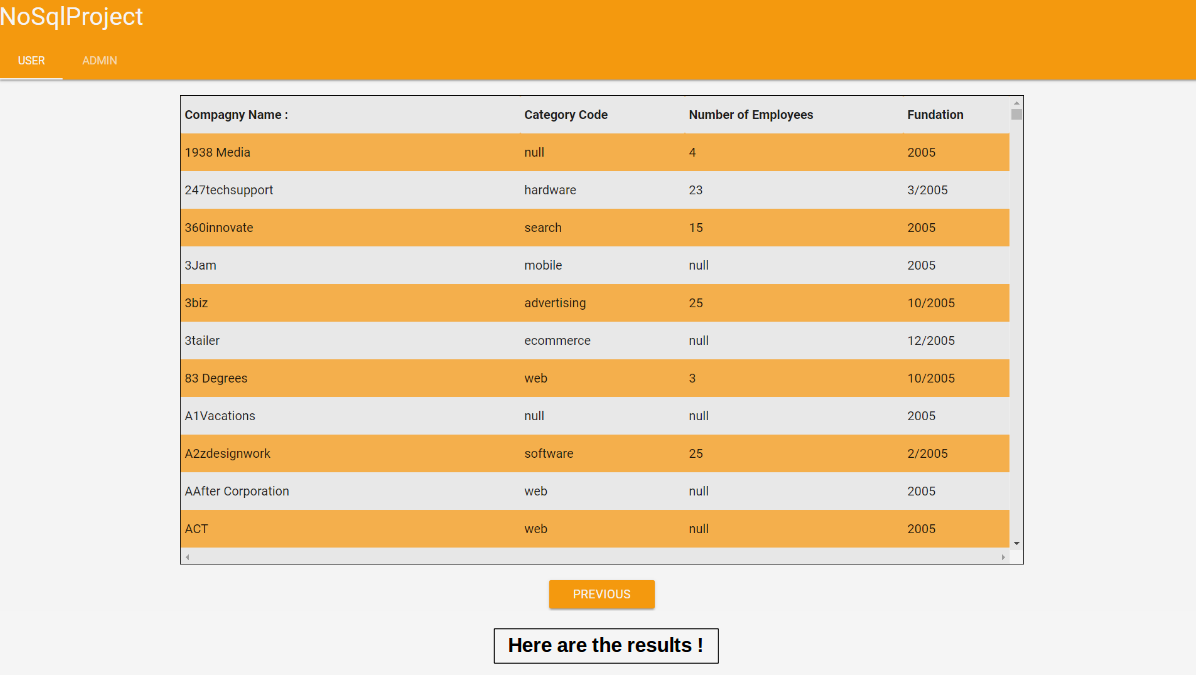 NoSqlProject
USER ADMIN
Compagny Name : Category Code Number of Employees Fundation
1938 Media null 4 2005
247techsupport hardware 23 3/2005
360innovate search 15 2005
3Jam mobile null 2005
3biz advertising 25 10/2005
3tailer ecommerce null 12/2005
83 Degrees web 3 10/2005
A1Vacations null null 2005
A2zdesignwork software 25 2/2005
AAfter Corporation web null 2005
ACT web null 2005
PREVIOUS
Here are the results !